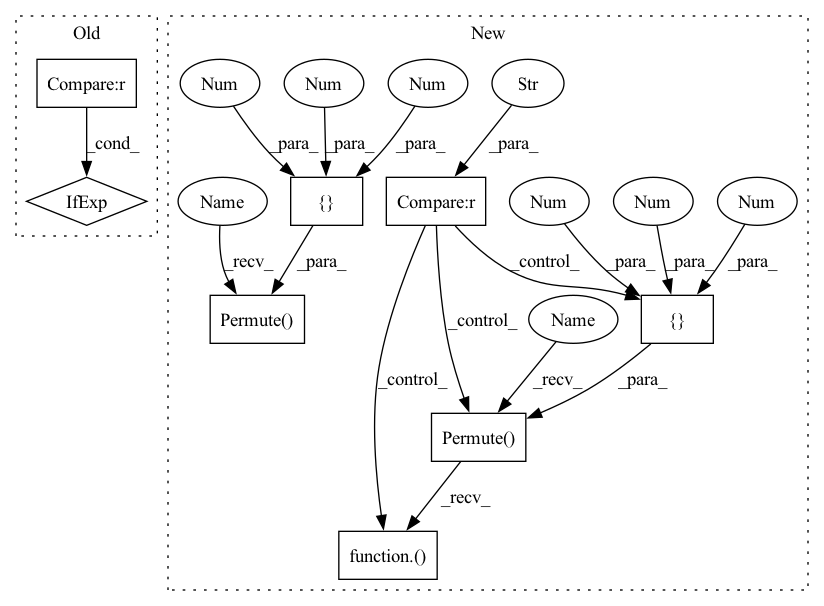 Old
New
Compare:r
Num
Num
Num
Str
_cond_
_para_
_para_
_para_
_para_
IfExp
Name
{}
Compare:r
Num
Num
Num
_recv_
_para_
_control_
_para_
_para_
_para_
Permute()
Name
{}
_control_
_control_
_recv_
_para_
Permute()
_recv_
function.()